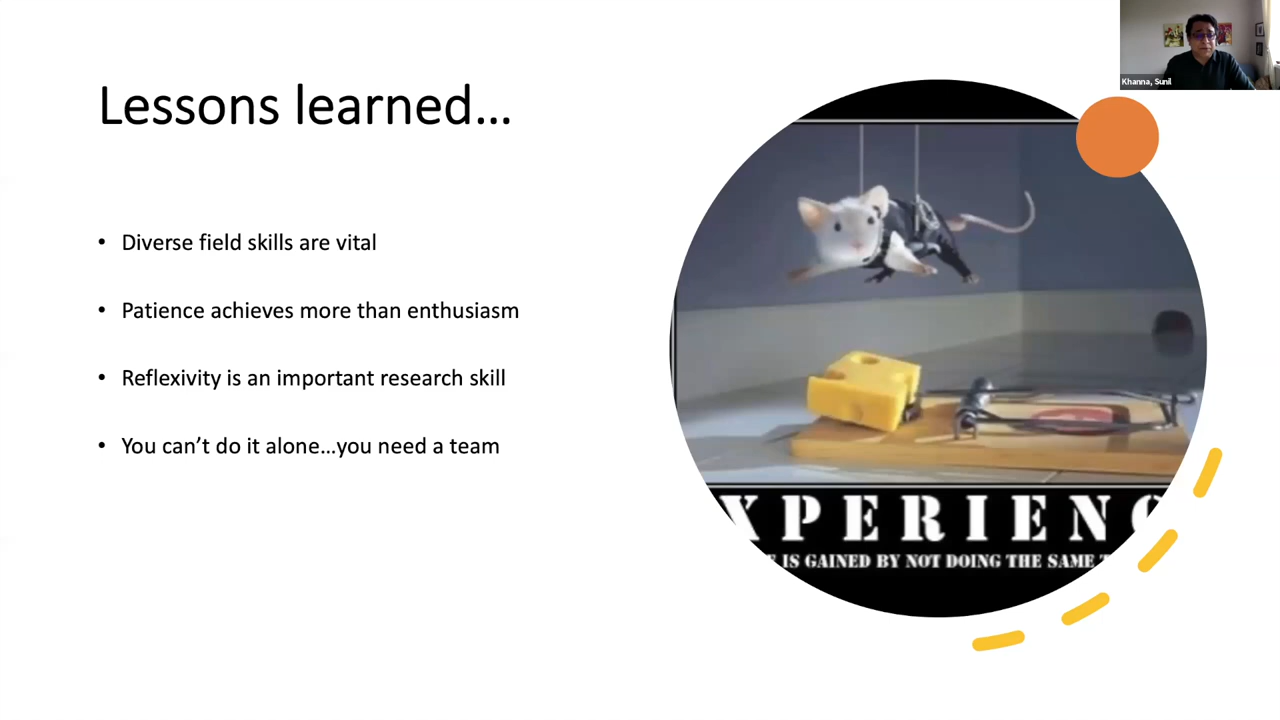 Khanna, Sunil
Lessons learned...
• Diverse field skills are vital
• Patience achieves more than enthusiasm
• Reflexivity is an important research skill
• You can’t do it alone...you need a team
XPERIENC
E IS GAINED BY NOT DOING THE SAME T